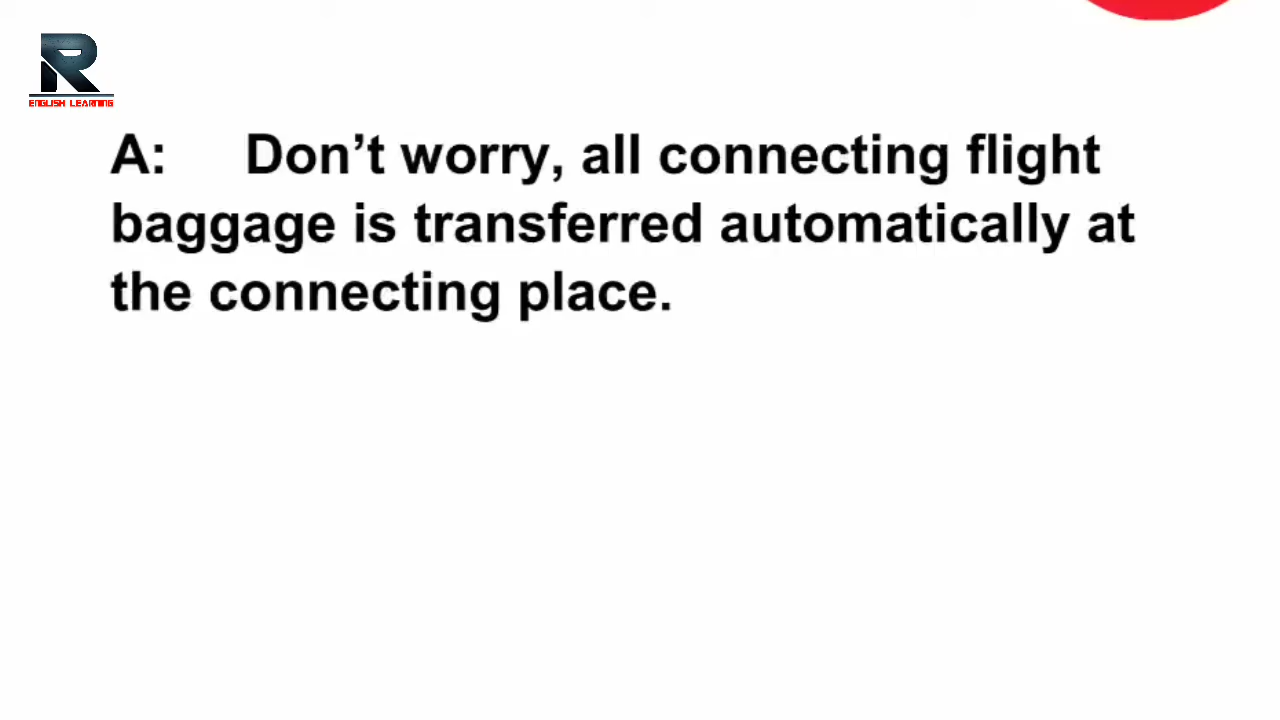 R
ENGLISH LEARNING
A: Don’t worry, all connecting flight
baggage is transferred automatically at
the connecting place.